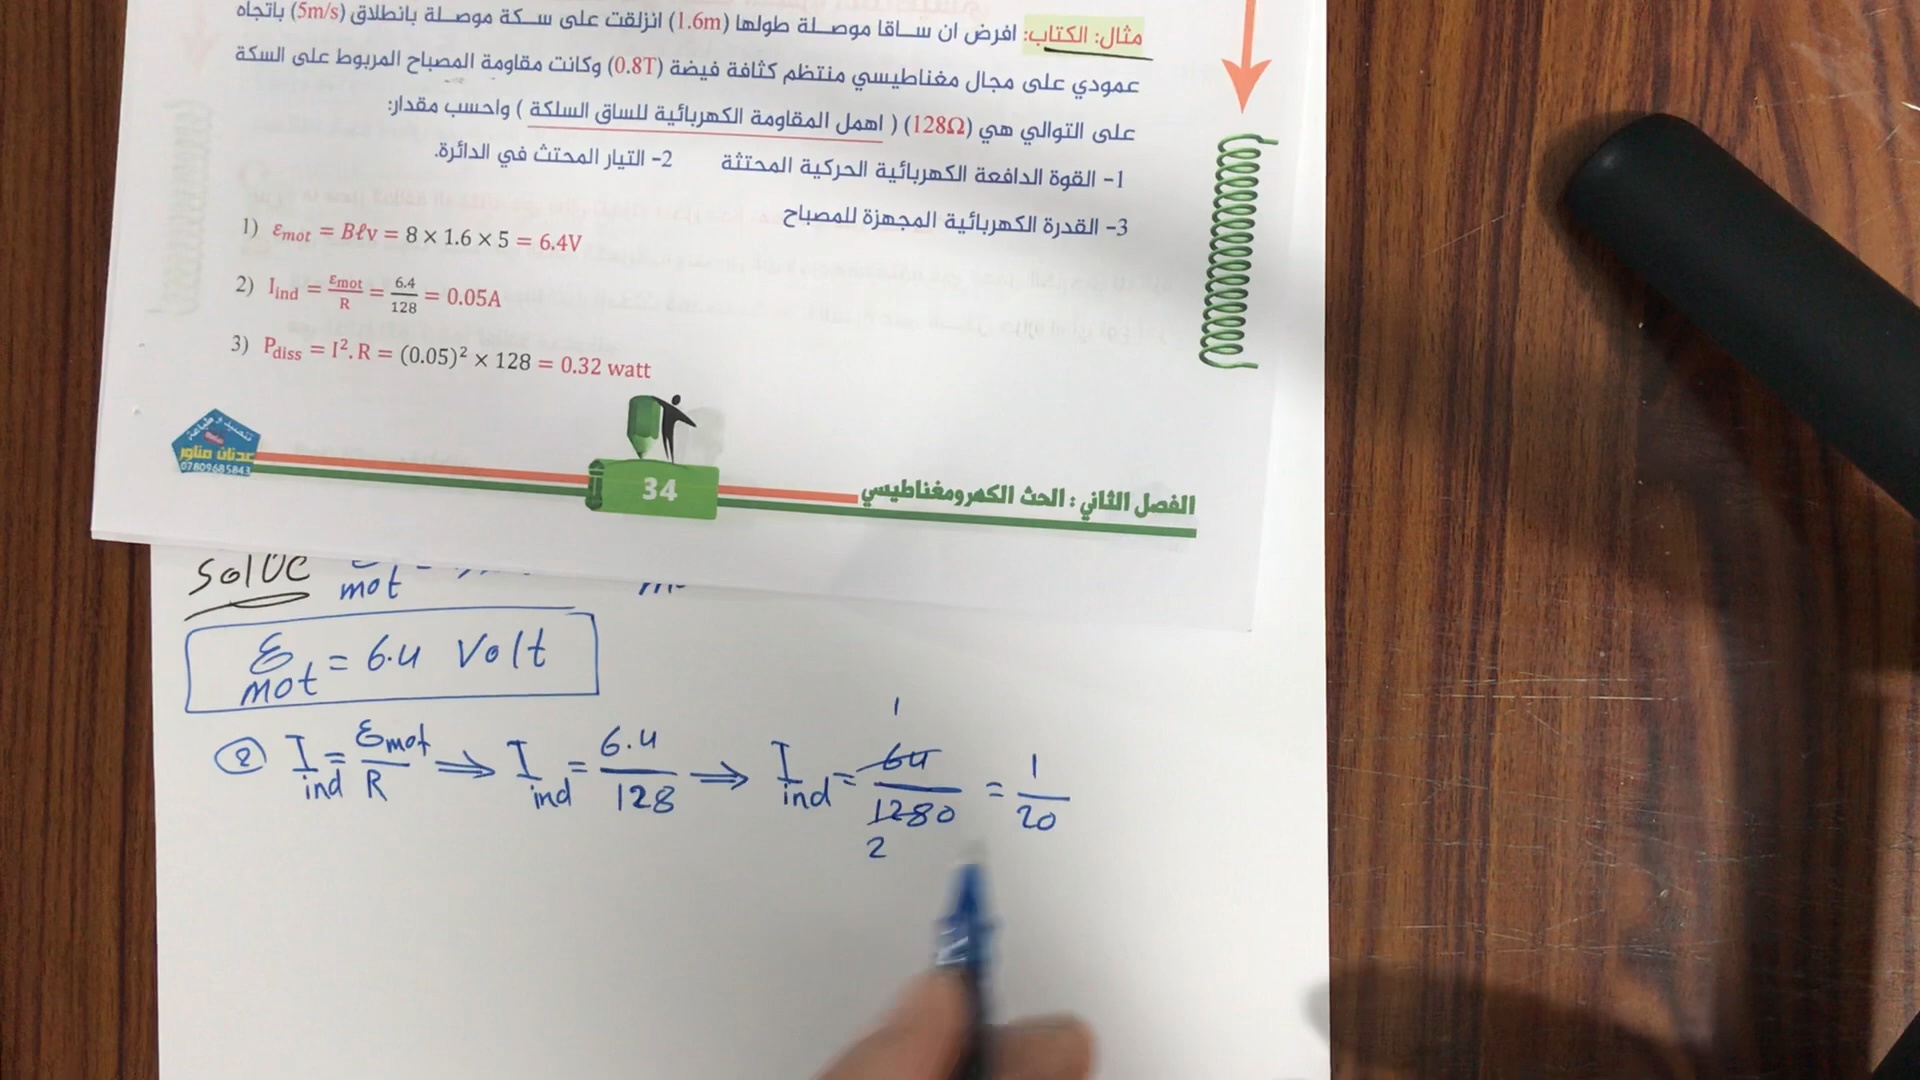 مثال: الكتاب: افرض ان ساقا موصلة طولها (1.6m) انزلقت على سكة موصلة بانطلاق (5m/s) باتجاه
عمودي على مجال مغناطيسي منتظم كثافة فيضة (0.8T) وكانت مقاومة المصباح المربوط على السكة
على التوالي هي (128Ω) ( اهمل المقاومة الكهربائية للساق السلكة ) واحسب مقدار:
1- القوة الدافعة الكهربائية الحركية المحتثة 2- التيار المحتث في الدائرة.
3- القدرة الكهربائية المجهزة للمصباح
1) εmot = Bℓv = 8 × 1.6 × 5 = 6.4V
2) Iind = εmot/R = 6.4/128 = 0.05A
3) Pdiss = I². R = (0.05)² × 128 = 0.32 watt
تنضيد وطباعة
عدنان مناور
07809685843
34
الفصل الثاني : الحث الكهرومغناطيسي
Solve mot
εmot = 6.4 Volt
② Iind = εmot/R ⟹ Iind = 6.4/128 ⟹ Iind = 64/1280 = 1/20
1
2